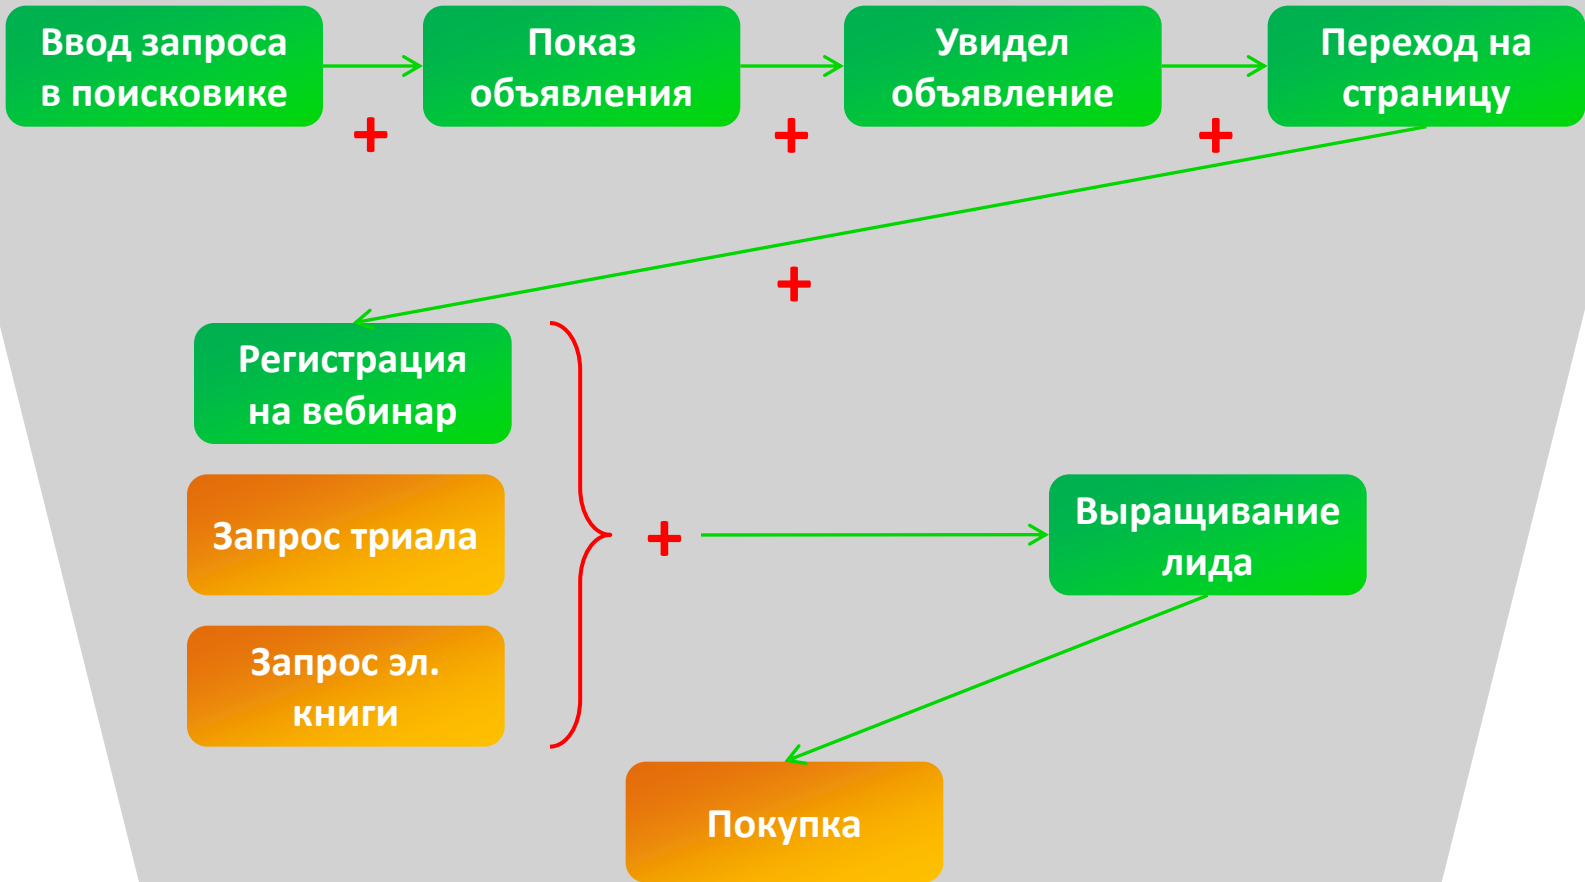 Ввод запроса
в поисковике
Показ
объявления
Увидел
объявление
Переход на
страницу
+
+
+
+
Регистрация
на вебинар
Запрос триала
Запрос эл.
книги
+
Выращивание
лида
Покупка